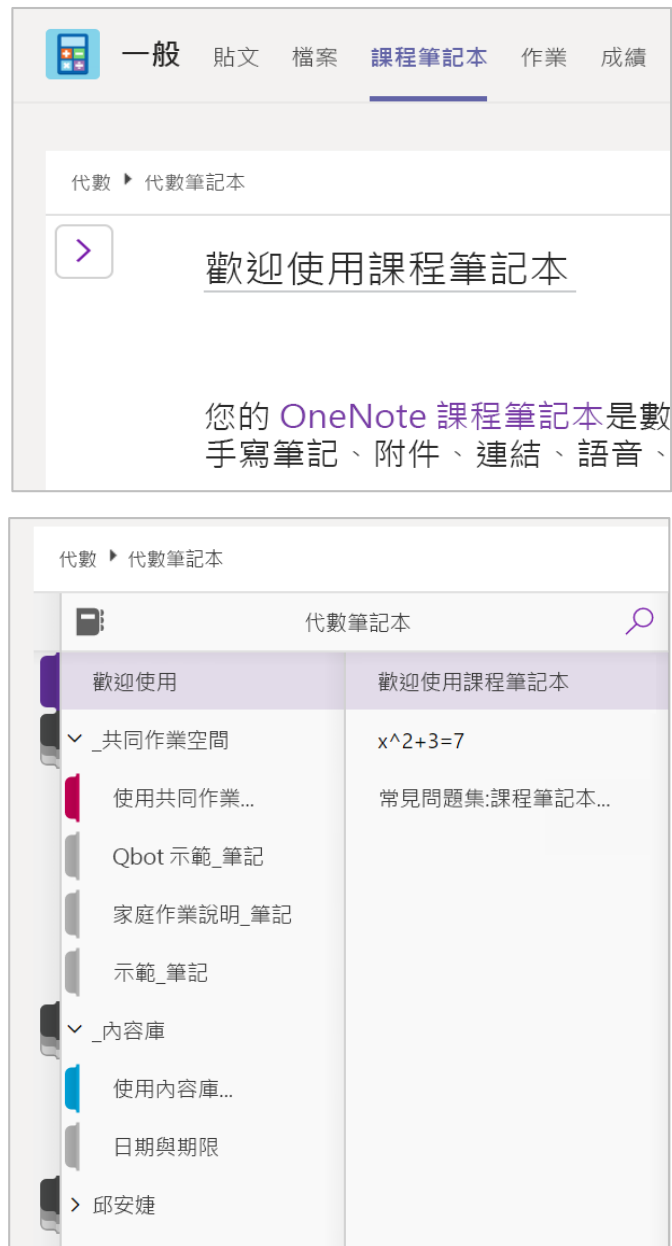 一般 貼文 檔案 課程筆記本 作業 成績
代數 ▶ 代數筆記本
歡迎使用課程筆記本
您的 OneNote 課程筆記本是數
手寫筆記、附件、連結、語音、
代數 ▶ 代數筆記本
代數筆記本
歡迎使用 歡迎使用課程筆記本
_共同作業空間 x^2+3=7
使用共同作業... 常見問題集:課程筆記本...
Qbot 示範_筆記
家庭作業說明_筆記
示範_筆記
_內容庫
使用內容庫...
日期與期限
邱安婕